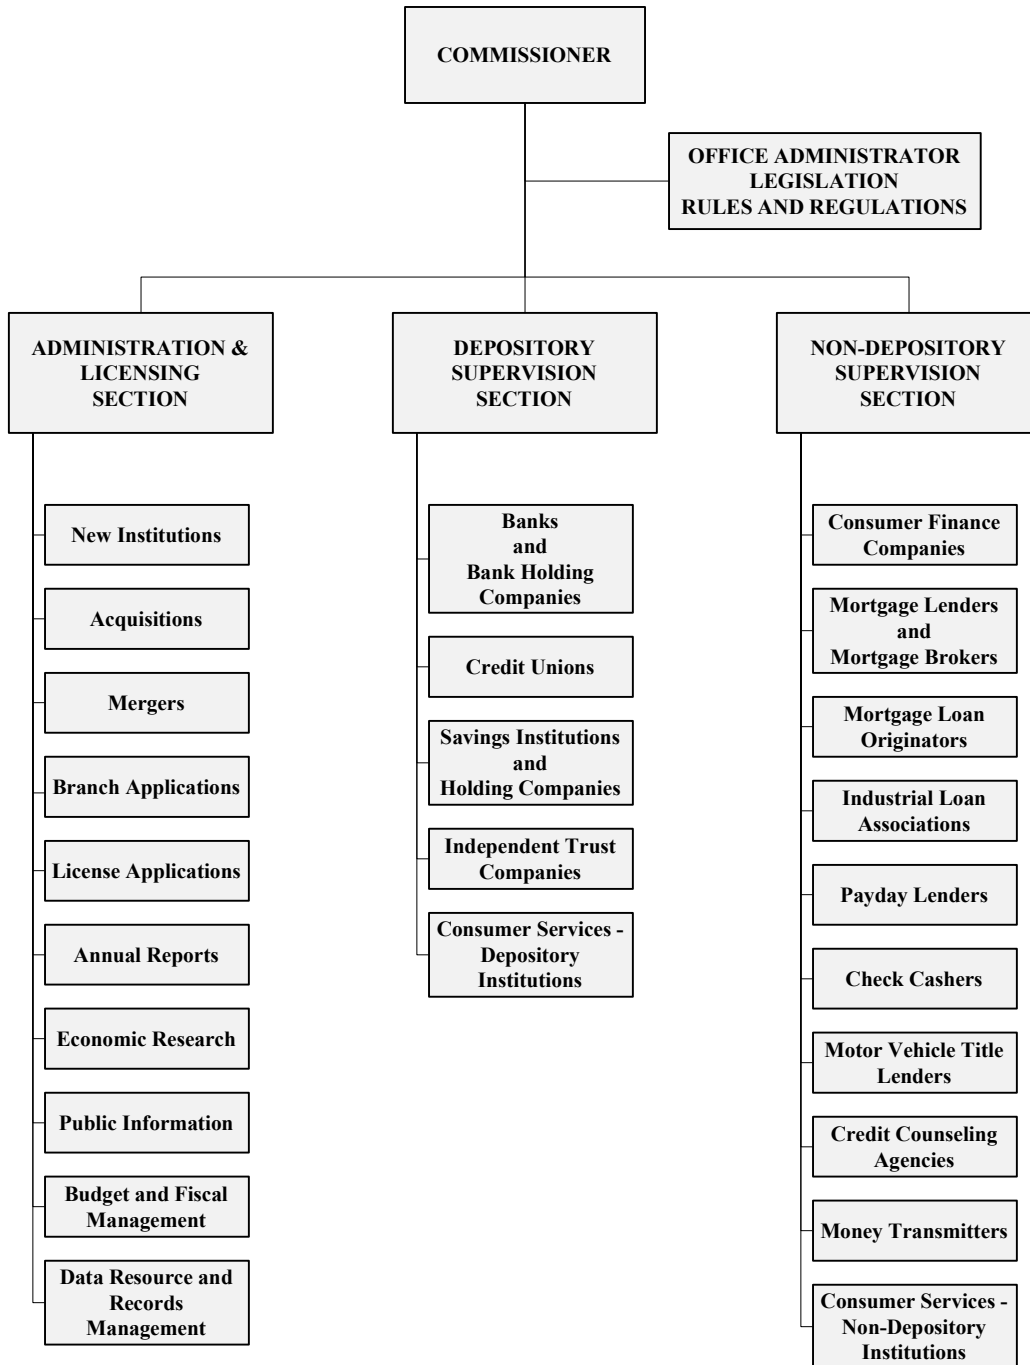 COMMISSIONER
OFFICE ADMINISTRATOR
LEGISLATION
RULES AND REGULATIONS
ADMINISTRATION &
LICENSING
SECTION
New Institutions
Acquisitions
Mergers
Branch Applications
License Applications
Annual Reports
Economic Research
Public Information
Budget and Fiscal
Management
Data Resource and
Records
Management
DEPOSITORY
SUPERVISION
SECTION
Banks
and
Bank Holding
Companies
Credit Unions
Savings Institutions
and
Holding Companies
Independent Trust
Companies
Consumer Services -
Depository
Institutions
NON-DEPOSITORY
SUPERVISION
SECTION
Consumer Finance
Companies
Mortgage Lenders
and
Mortgage Brokers
Mortgage Loan
Originators
Industrial Loan
Associations
Payday Lenders
Check Cashers
Motor Vehicle Title
Lenders
Credit Counseling
Agencies
Money Transmitters
Consumer Services -
Non-Depository
Institutions